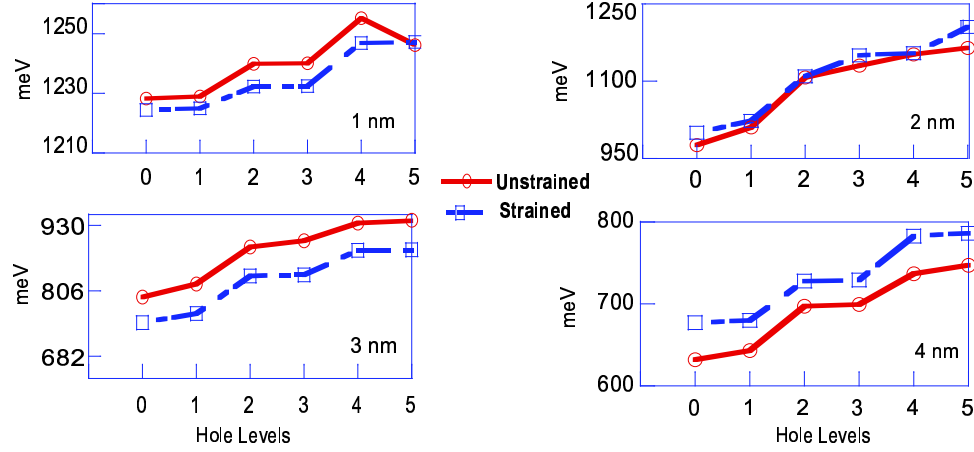 1250
1230
1210
meV
1 nm
0 1 2 3 4 5
1250
1100
950
meV
2 nm
0 1 2 3 4 5
Unstrained
Strained
930
806
682
meV
3 nm
0 1 2 3 4 5
Hole Levels
800
700
600
meV
4 nm
0 1 2 3 4 5
Hole Levels